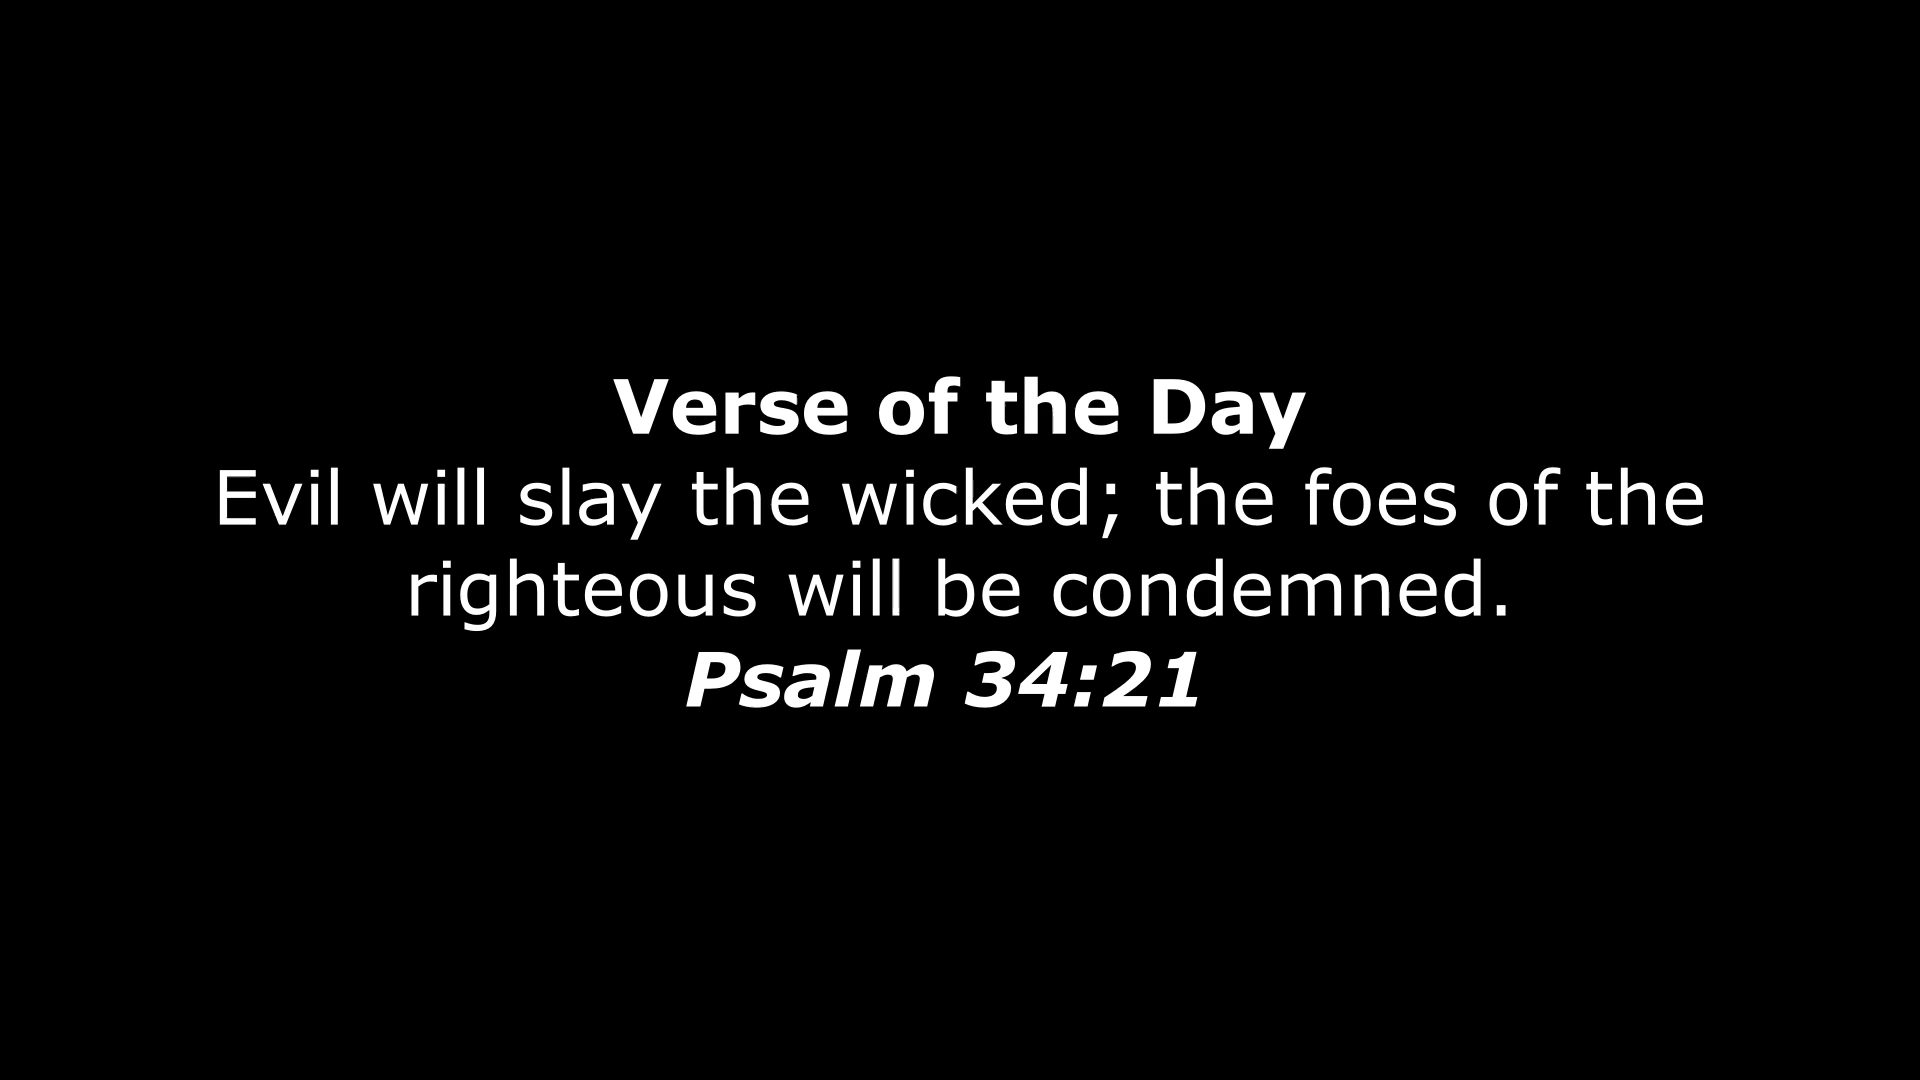 Verse of the Day
Evil will slay the wicked; the foes of the
righteous will be condemned.
Psalm 34:21